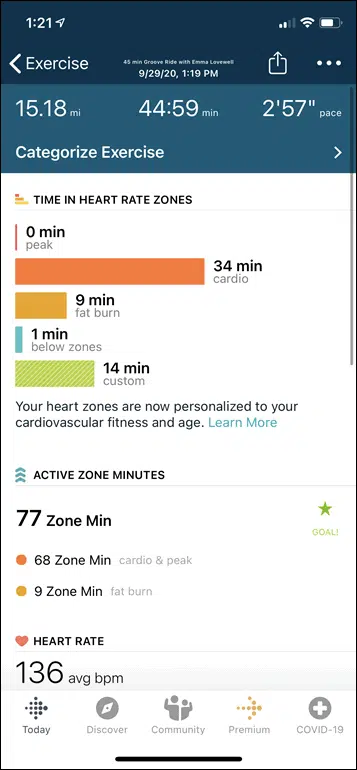 1:21
Exercise
45 min Groove Ride with Emma Lovewell
9/29/20, 1:19 PM
15.18 mi 44:59 min 2'57" pace
Categorize Exercise
TIME IN HEART RATE ZONES
0 min
peak
34 min
cardio
9 min
fat burn
1 min
below zones
14 min
custom
Your heart zones are now personalized to your
cardiovascular fitness and age. Learn More
ACTIVE ZONE MINUTES
77 Zone Min
GOAL!
68 Zone Min cardio & peak
9 Zone Min fat burn
HEART RATE
136 avg bpm
Today Discover Community Premium COVID-19